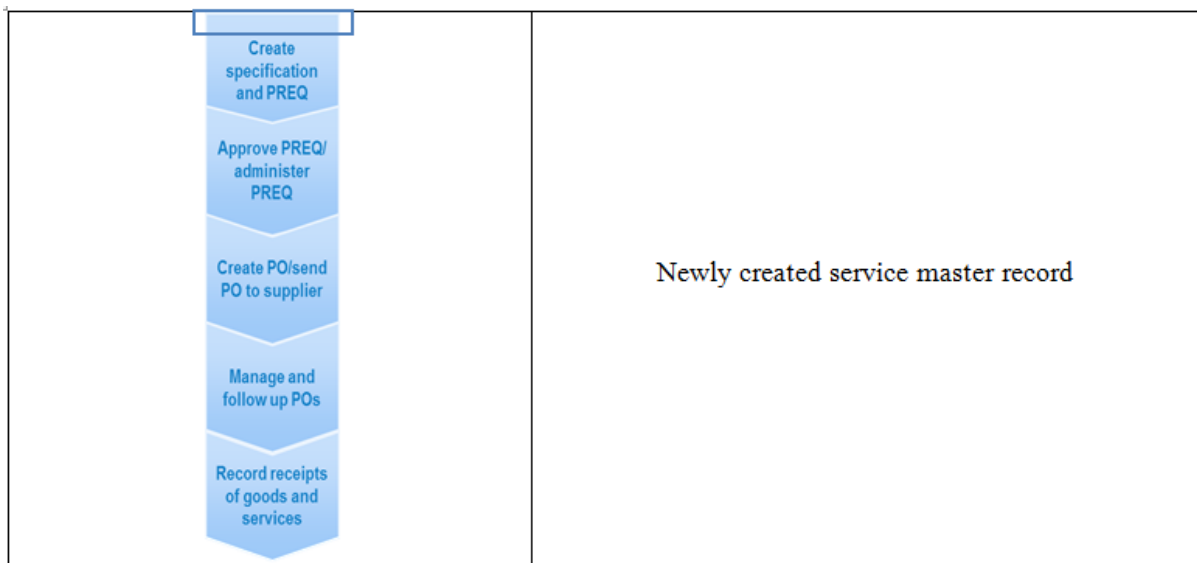 Create
specification
and PREQ
Approve PREQ/
administer
PREQ
Create PO/send
PO to supplier
Manage and
follow up POs
Record receipts
of goods and
services
Newly created service master record